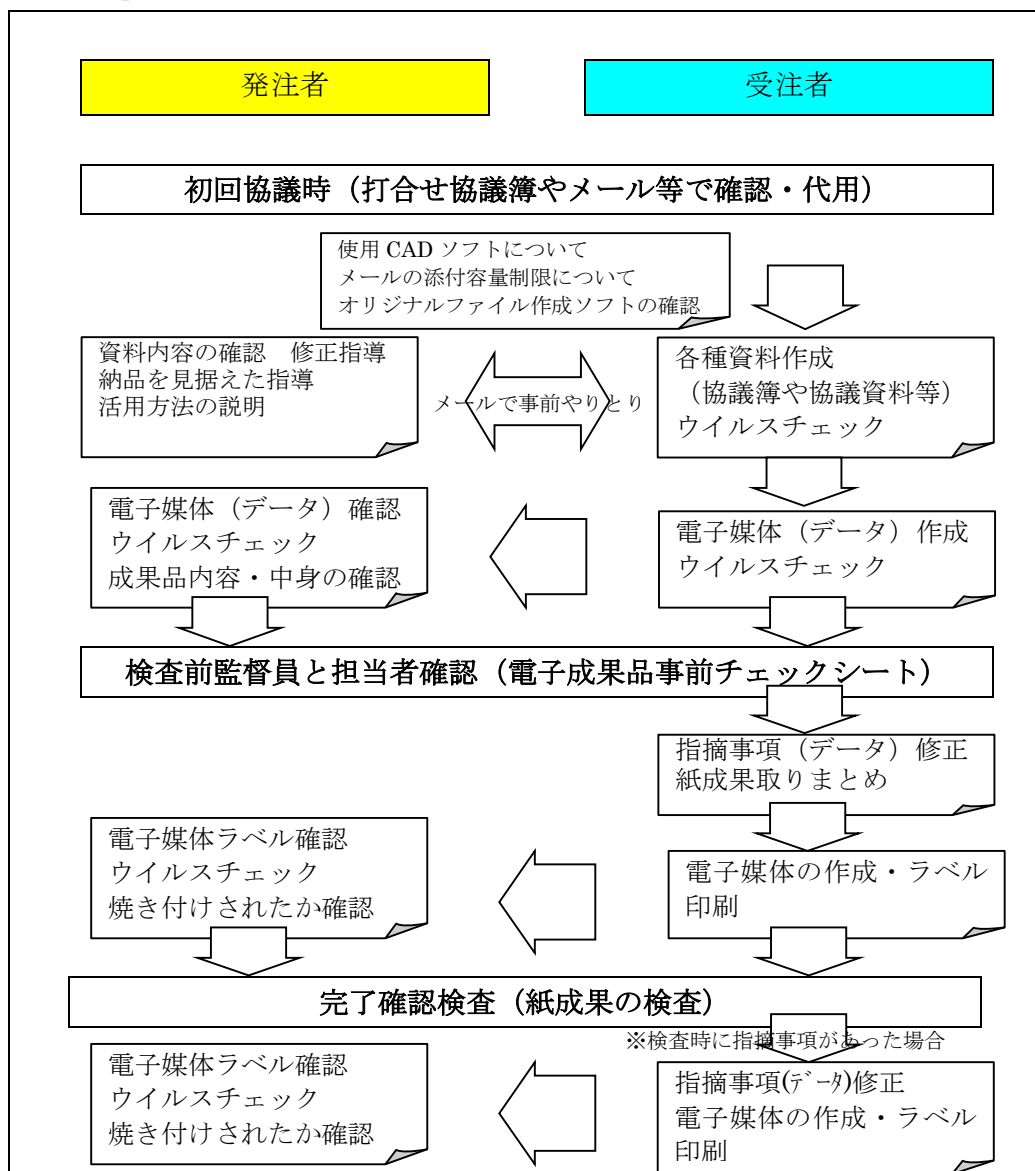 発注者
受注者
初回協議時（打合せ協議簿やメール等で確認・代用）
使用 CAD ソフトについて
メールの添付容量制限について
オリジナルファイル作成ソフトの確認
資料内容の確認　修正指導
納品を見据えた指導
活用方法の説明
メールで事前やりとり
各種資料作成
（協議簿や協議資料等）
ウイルスチェック
電子媒体（データ）確認
ウイルスチェック
成果品内容・中身の確認
電子媒体（データ）作成
ウイルスチェック
検査前監督員と担当者確認（電子成果品事前チェックシート）
指摘事項（データ）修正
紙成果取りまとめ
電子媒体ラベル確認
ウイルスチェック
焼き付けされたか確認
電子媒体の作成・ラベル
印刷
完了確認検査（紙成果の検査）
※検査時に指摘事項があった場合
電子媒体ラベル確認
ウイルスチェック
焼き付けされたか確認
指摘事項(ﾃﾞｰﾀ)修正
電子媒体の作成・ラベル
印刷